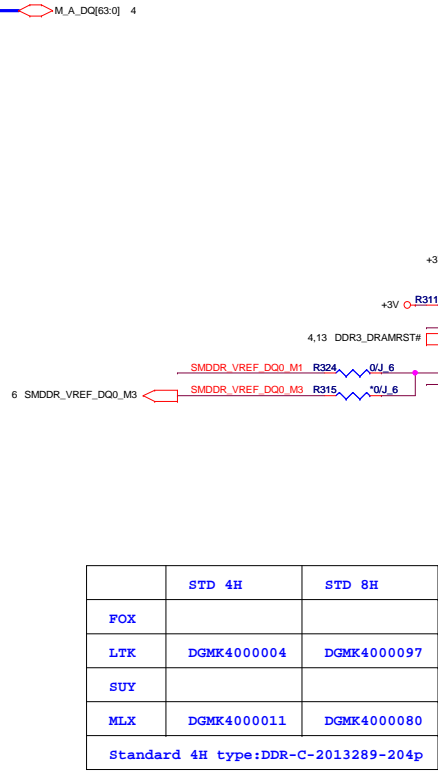 M_A_DQ[63:0] 4
+3
+3V R311
4,13 DDR3_DRAMRST#
SMDDR_VREF_DQ0_M1 R324 0/J_6
6 SMDDR_VREF_DQ0_M3 SMDDR_VREF_DQ0_M3 R315 *0/J_6
STD 4H STD 8H
FOX
LTK DGMK4000004 DGMK4000097
SUY
MLX DGMK4000011 DGMK4000080
Standard 4H type:DDR-C-2013289-204p